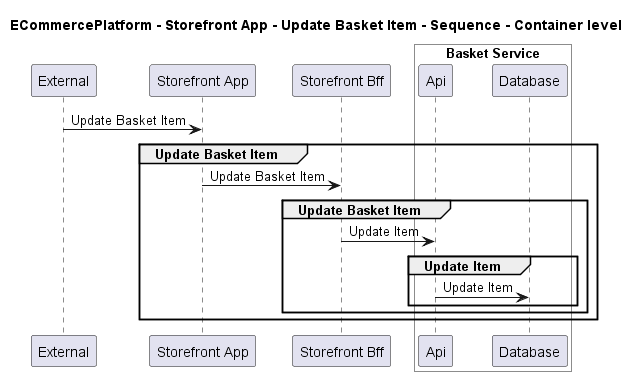 ECommercePlatform - Storefront App - Update Basket Item - Sequence - Container level
Basket Service
External Storefront App Storefront Bff Api Database
Update Basket Item
Update Basket Item
Update Basket Item
Update Basket Item
Update Item
Update Item
Update Item
External Storefront App Storefront Bff Api Database